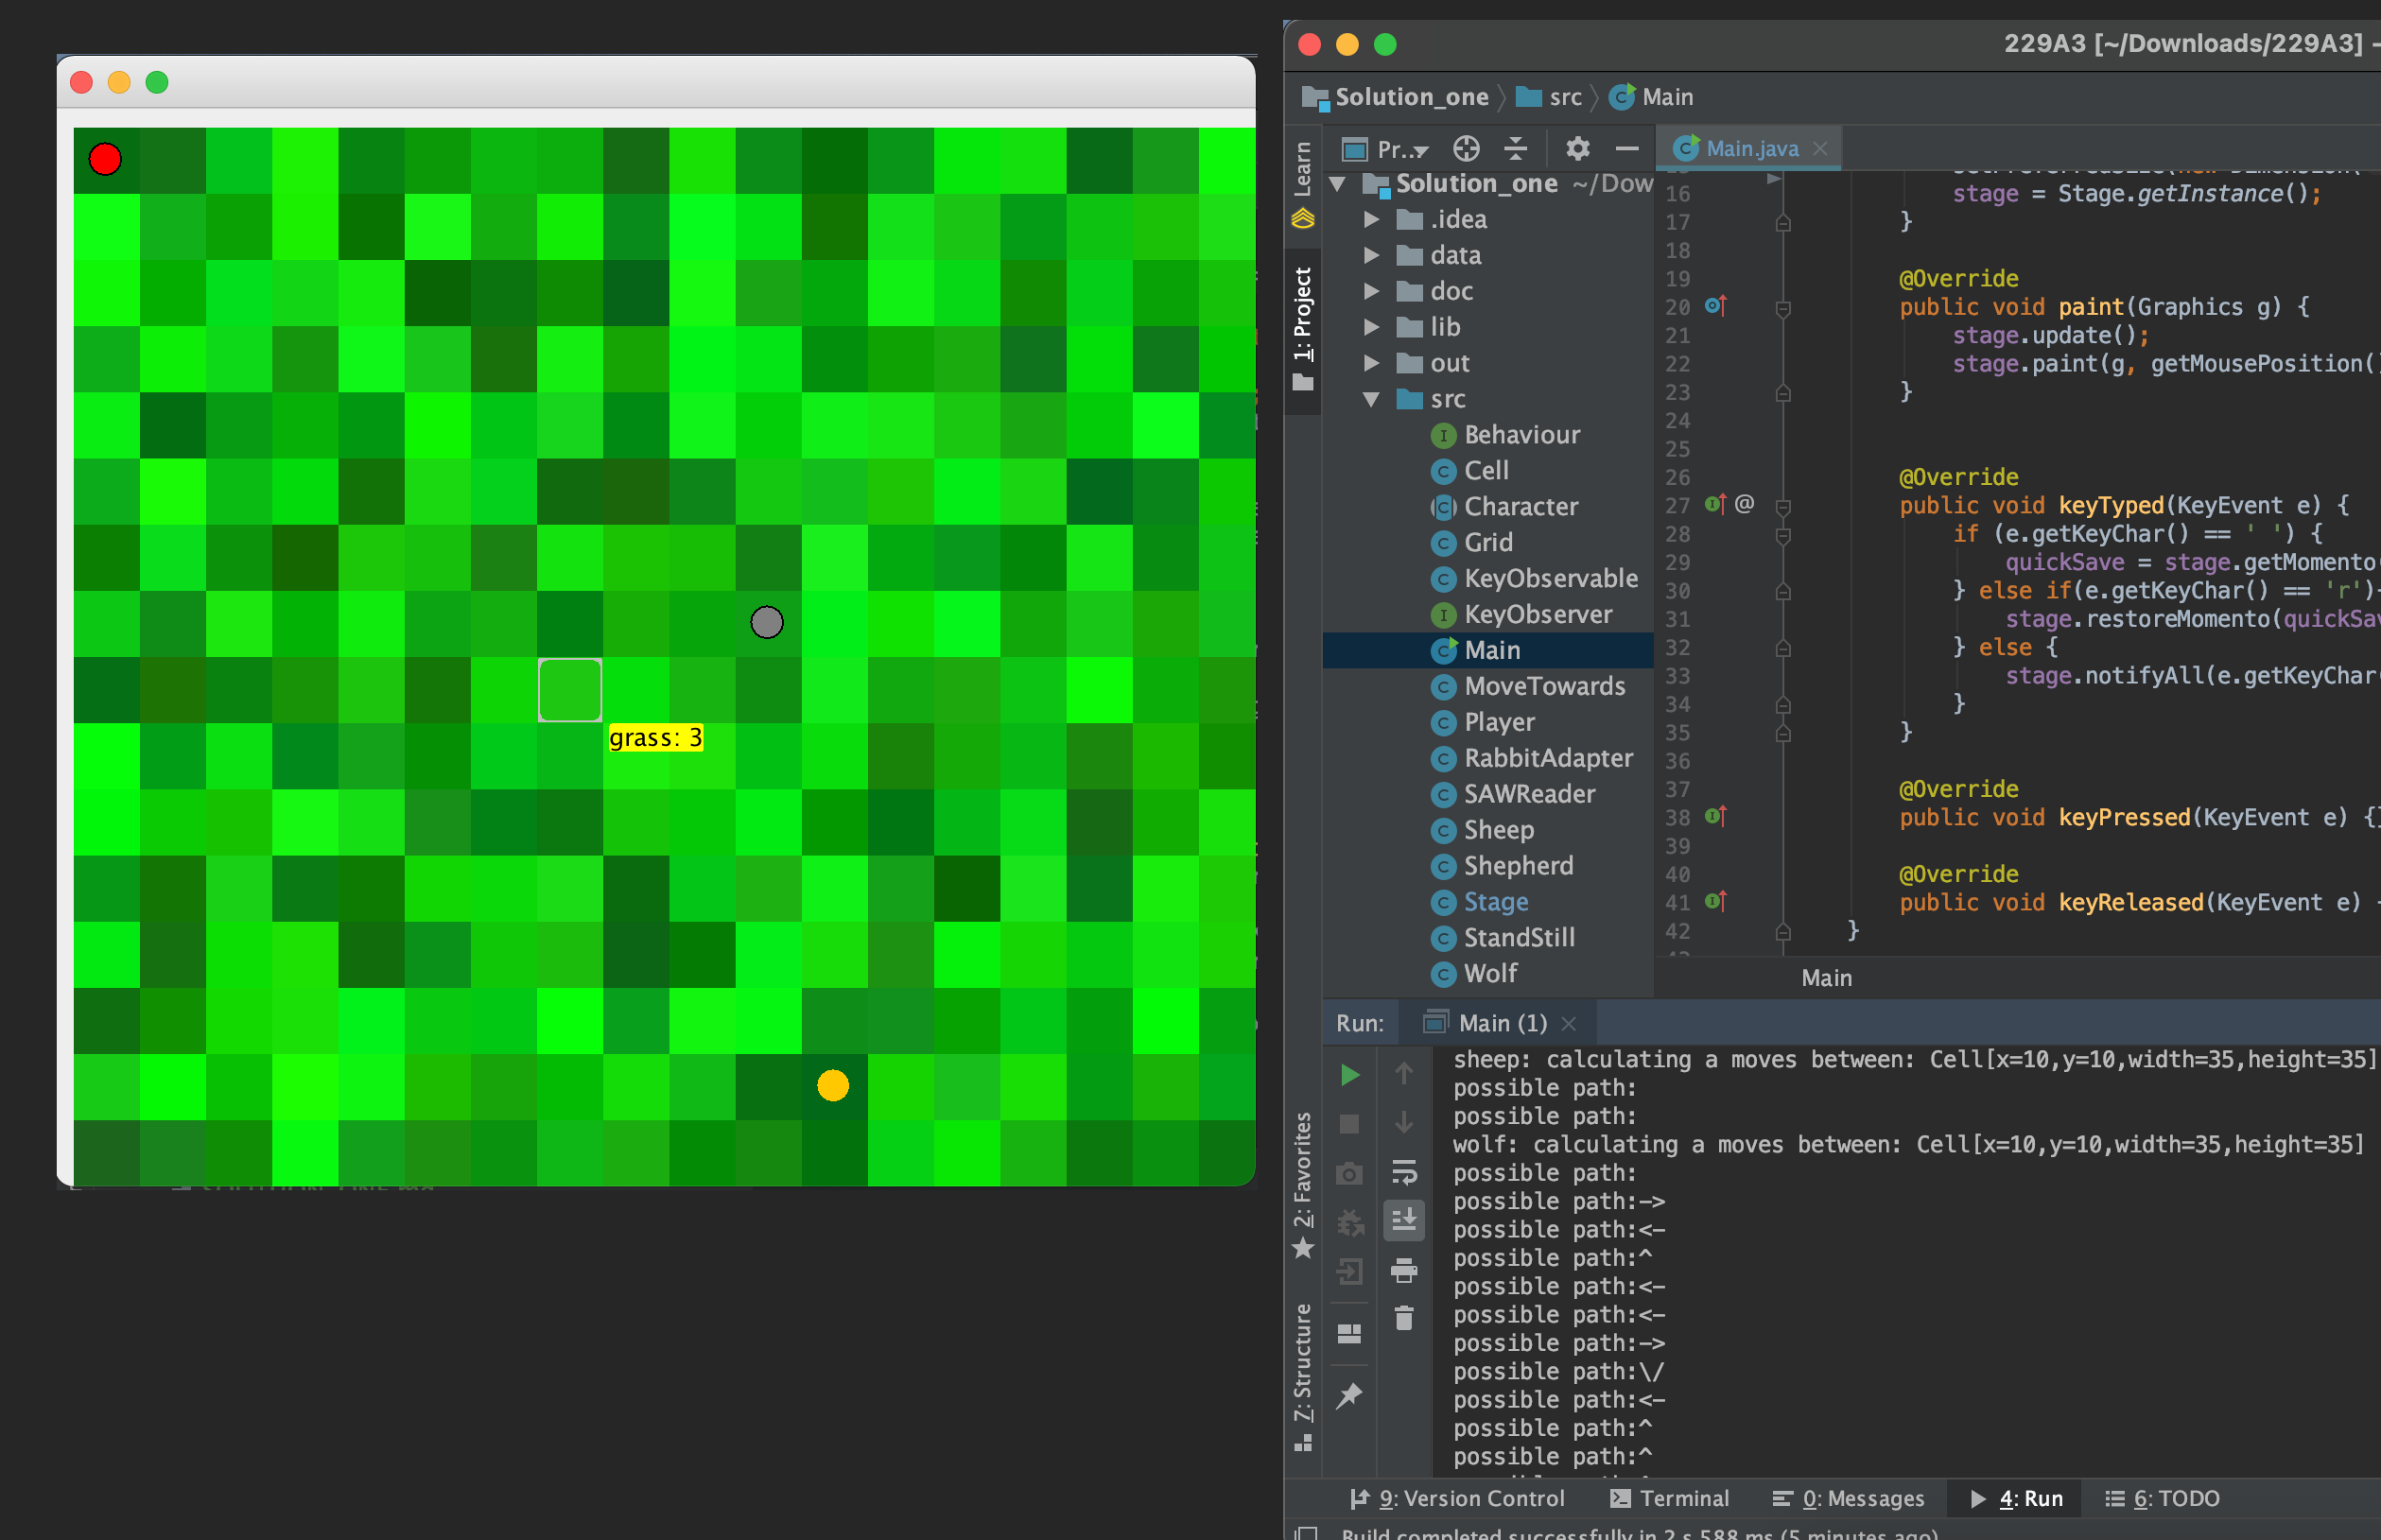 grass: 3
229A3 [~/Downloads/229A3] -
Solution_one
src
Main
Learn
1: Project
2: Favorites
7: Structure
Pr...
Main.java
Solution_one ~/Dow
.idea
data
doc
lib
out
src
Behaviour
Cell
Character
Grid
KeyObservable
KeyObserver
Main
MoveTowards
Player
RabbitAdapter
SAWReader
Sheep
Shepherd
Stage
StandStill
Wolf
16 stage = Stage.getInstance();
17 }
18
19 @Override
20 public void paint(Graphics g) {
21 stage.update();
22 stage.paint(g, getMousePosition()
23 }
24
25
26 @Override
27 @ public void keyTyped(KeyEvent e) {
28 if (e.getKeyChar() == ' ') {
29 quickSave = stage.getMomento(
30 } else if(e.getKeyChar() == 'r'){
31 stage.restoreMomento(quickSav
32 } else {
33 stage.notifyAll(e.getKeyChar(
34 }
35 }
36
37 @Override
38 public void keyPressed(KeyEvent e) {}
39
40 @Override
41 public void keyReleased(KeyEvent e) {
42 }
Main
Run: Main (1)
sheep: calculating a moves between: Cell[x=10,y=10,width=35,height=35]
possible path:
possible path:
wolf: calculating a moves between: Cell[x=10,y=10,width=35,height=35]
possible path:
possible path:->
possible path:<-
possible path:^
possible path:<-
possible path:<-
possible path:->
possible path:\/
possible path:<-
possible path:^
possible path:^
9: Version Control
Terminal
0: Messages
4: Run
6: TODO
Build completed successfully in 2 s 588 ms (5 minutes ago)